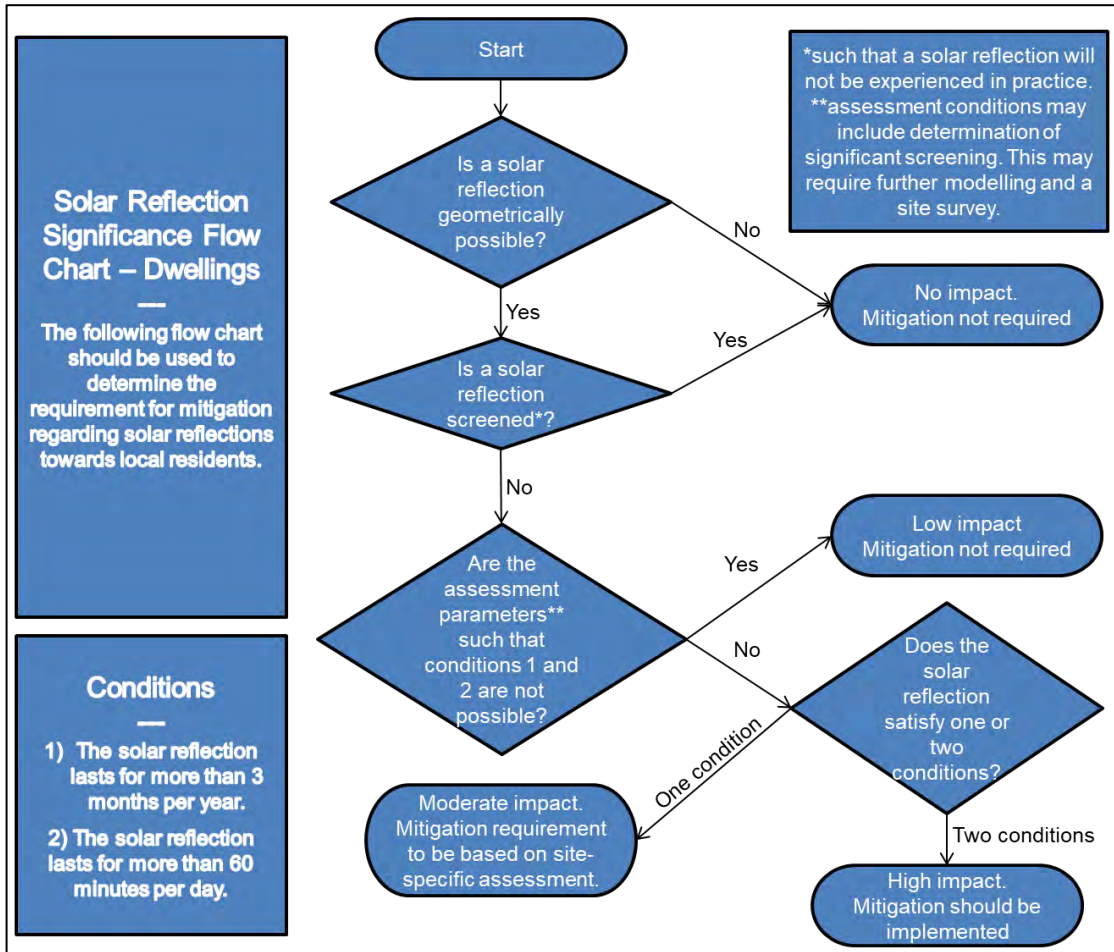 Solar Reflection
Significance Flow
Chart – Dwellings
---
The following flow chart
should be used to
determine the
requirement for mitigation
regarding solar reflections
towards local residents.
Conditions
---
1) The solar reflection
lasts for more than 3
months per year.
2) The solar reflection
lasts for more than 60
minutes per day.
Start
*such that a solar reflection will
not be experienced in practice.
**assessment conditions may
include determination of
significant screening. This may
require further modelling and a
site survey.
Is a solar
reflection
geometrically
possible?
No
No impact.
Mitigation not required
Yes
Yes
Is a solar
reflection
screened*?
No
Low impact
Mitigation not required
Are the
assessment
parameters**
such that
conditions 1 and
2 are not
possible?
Yes
No
Does the
solar
reflection
satisfy one or
two
conditions?
One condition
Moderate impact.
Mitigation requirement
to be based on site-
specific assessment.
Two conditions
High impact.
Mitigation should be
implemented